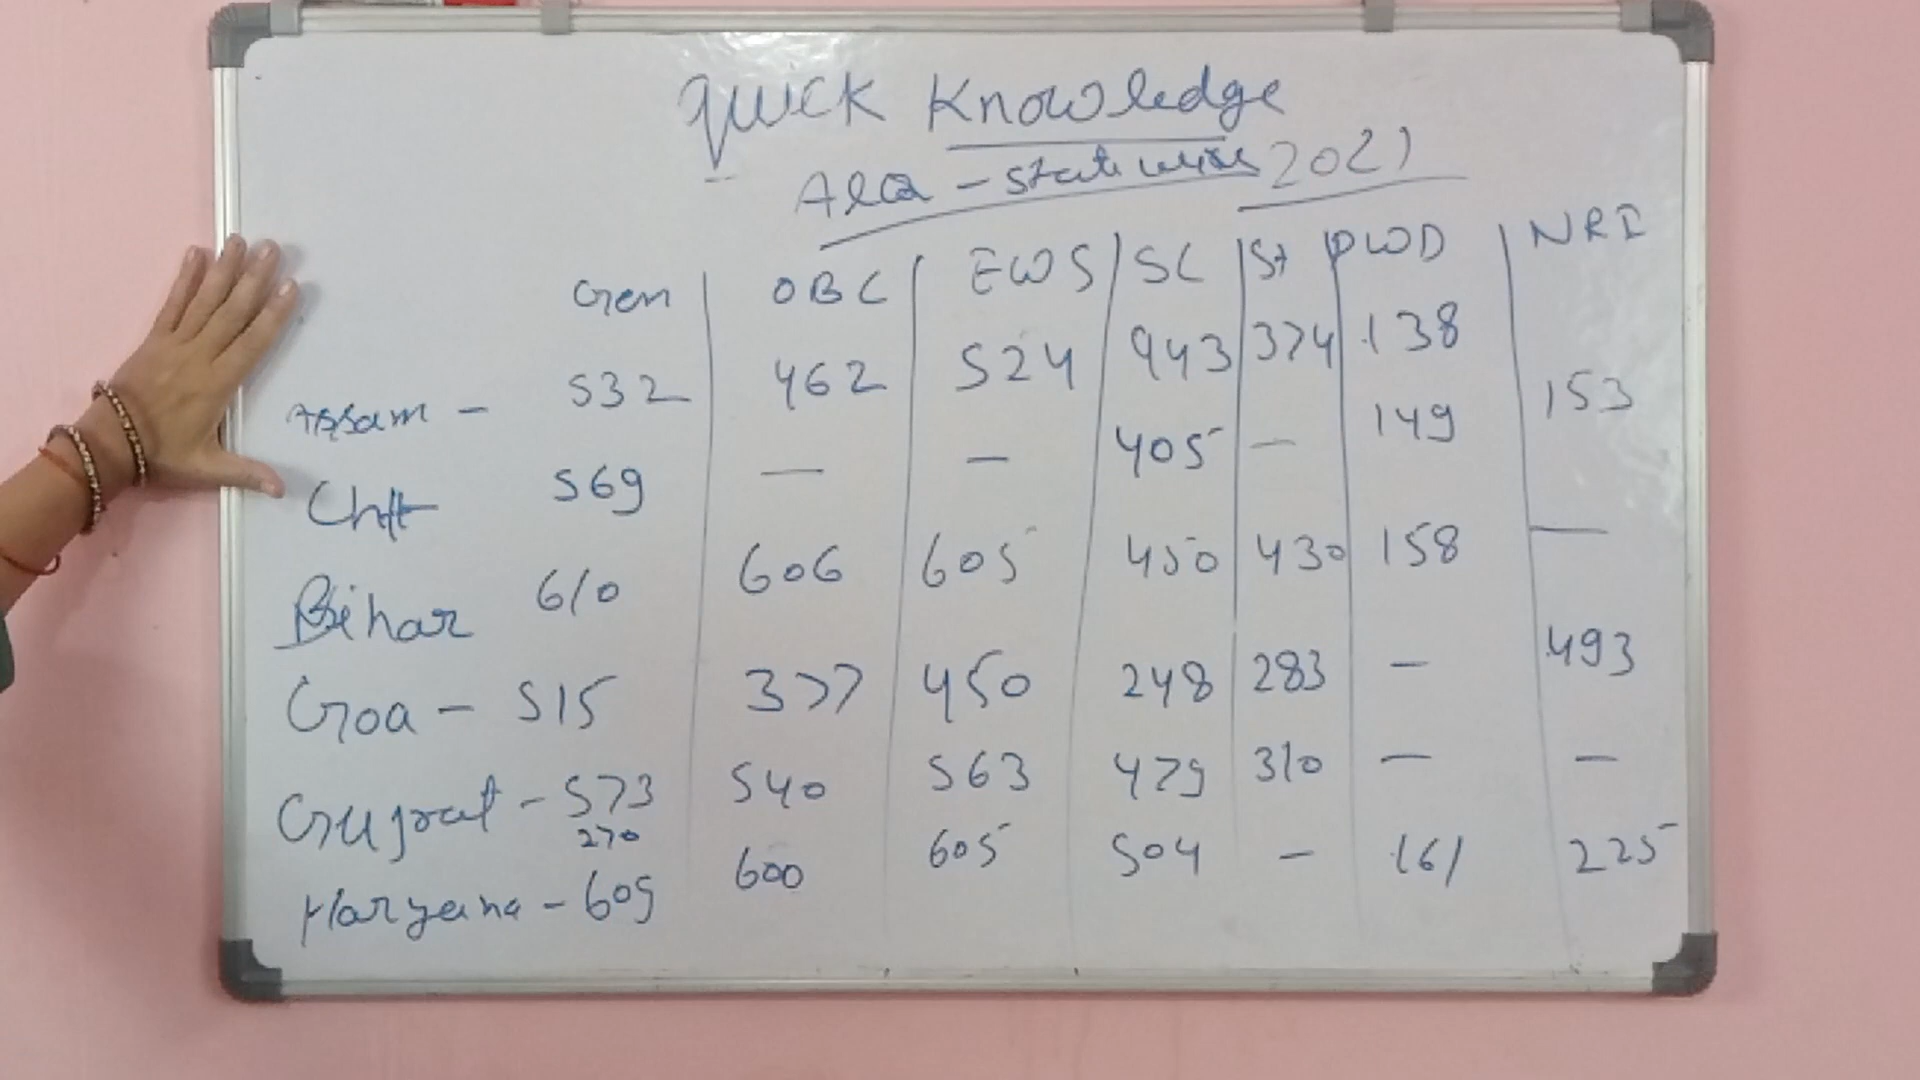 Quick Knowledge
AIQ - State wise 2021
Gen OBC EWS SC St PWD NRI
Assam - 532 462 524 443 374 138 153
Chht 569 — — 405 — 149 —
Bihar 610 606 605 450 430 158 493
Goa - 515 377 450 248 283 — —
Gujrat - 573 540 563 479 310 — —
270
Haryana - 609 600 605 504 — 161 225